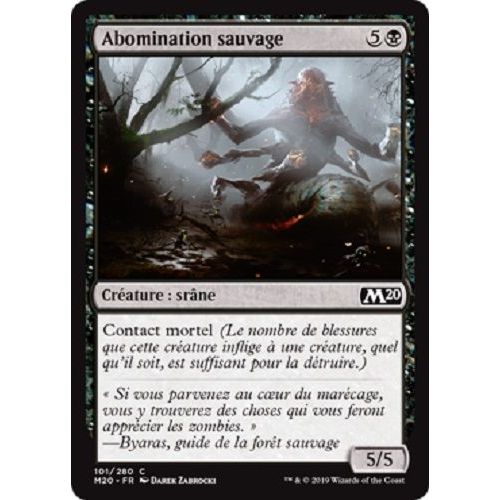 Abomination sauvage 5
Créature : srâne M20
Contact mortel (Le nombre de blessures
que cette créature inflige à une créature, quel
qu'il soit, est suffisant pour la détruire.)
« Si vous parvenez au cœur du marécage,
vous y trouverez des choses qui vous feront
apprécier les zombies. »
—Byaras, guide de la forêt sauvage
5/5
101/280 C
M20 • FR Darek Zabrocki
™ & © 2019 Wizards of the Coast